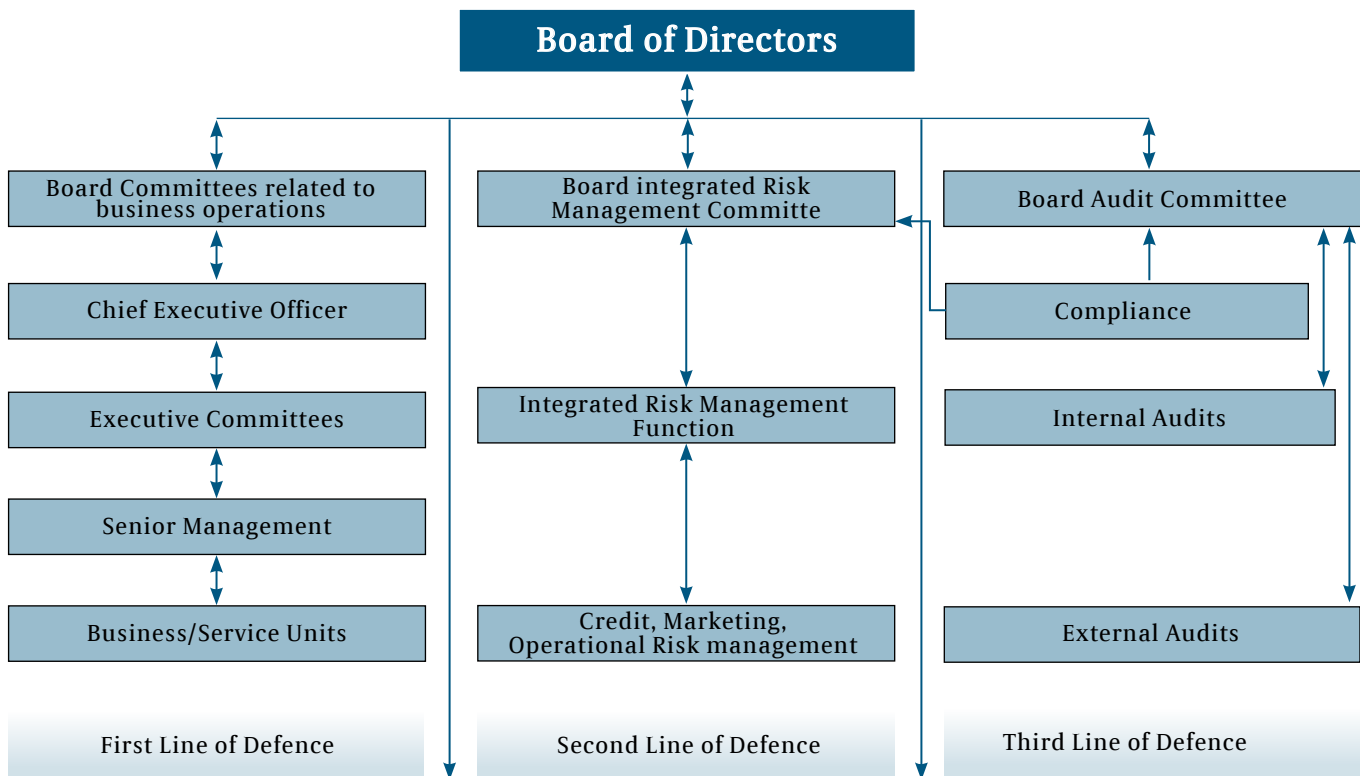 Board of Directors
Board Committees related to
business operations
Chief Executive Officer
Executive Committees
Senior Management
Business/Service Units
First Line of Defence
Board integrated Risk
Management Committe
Integrated Risk Management
Function
Credit, Marketing,
Operational Risk management
Second Line of Defence
Board Audit Committee
Compliance
Internal Audits
External Audits
Third Line of Defence